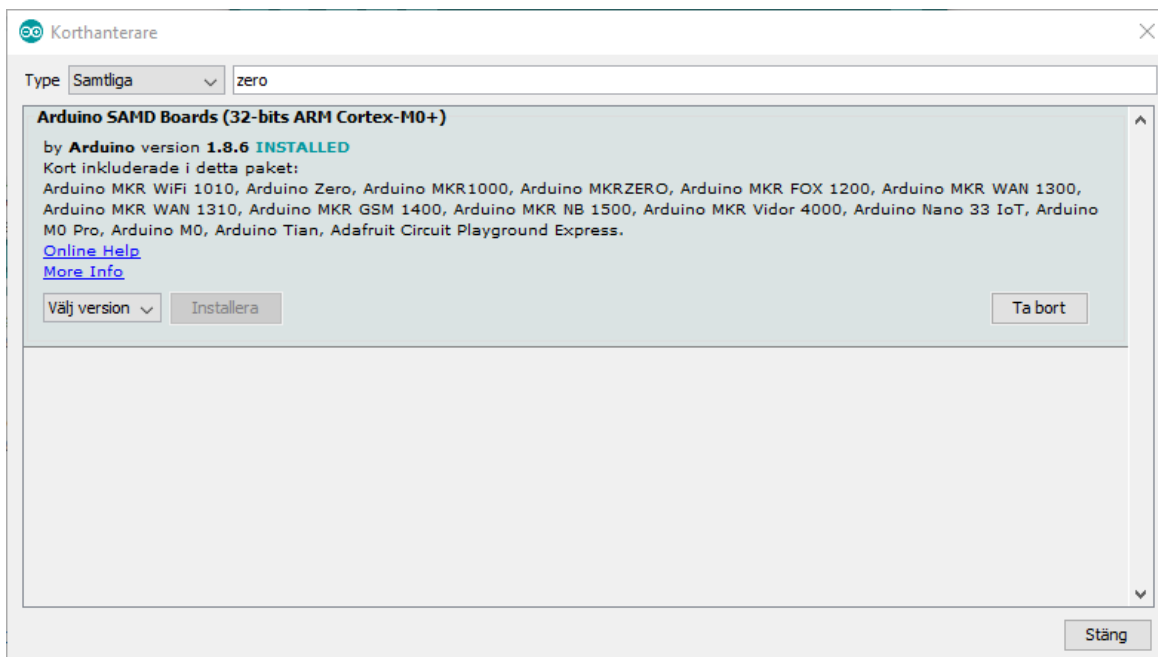 Korthanterare
Type Samtliga zero
Arduino SAMD Boards (32-bits ARM Cortex-M0+)
by Arduino version 1.8.6 INSTALLED
Kort inkluderade i detta paket:
Arduino MKR WiFi 1010, Arduino Zero, Arduino MKR1000, Arduino MKRZERO, Arduino MKR FOX 1200, Arduino MKR WAN 1300,
Arduino MKR WAN 1310, Arduino MKR GSM 1400, Arduino MKR NB 1500, Arduino MKR Vidor 4000, Arduino Nano 33 IoT, Arduino
M0 Pro, Arduino M0, Arduino Tian, Adafruit Circuit Playground Express.
Online Help
More Info
Välj version Installera Ta bort
Stäng